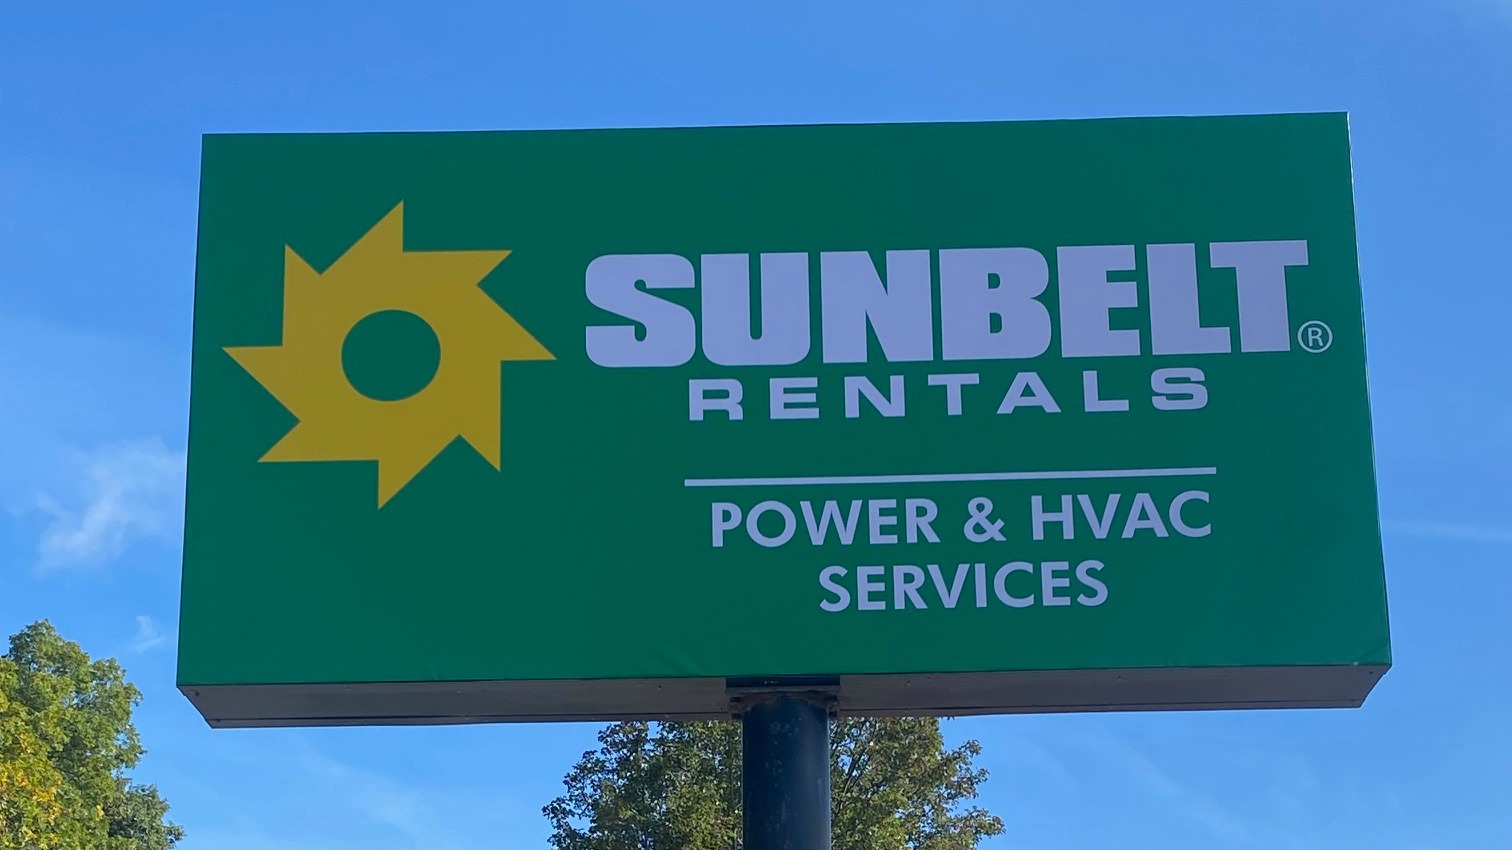 SUNBELT®
RENTALS
POWER & HVAC
SERVICES